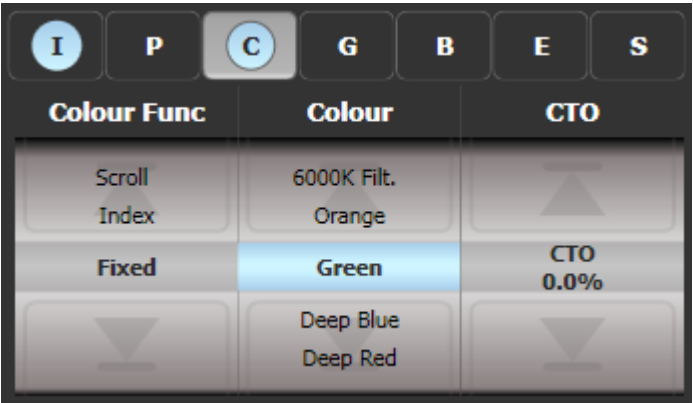 I P C G B E S
Colour Func Colour CTO
Scroll 6000K Filt.
Index Orange
Fixed Green CTO
0.0%
Deep Blue
Deep Red